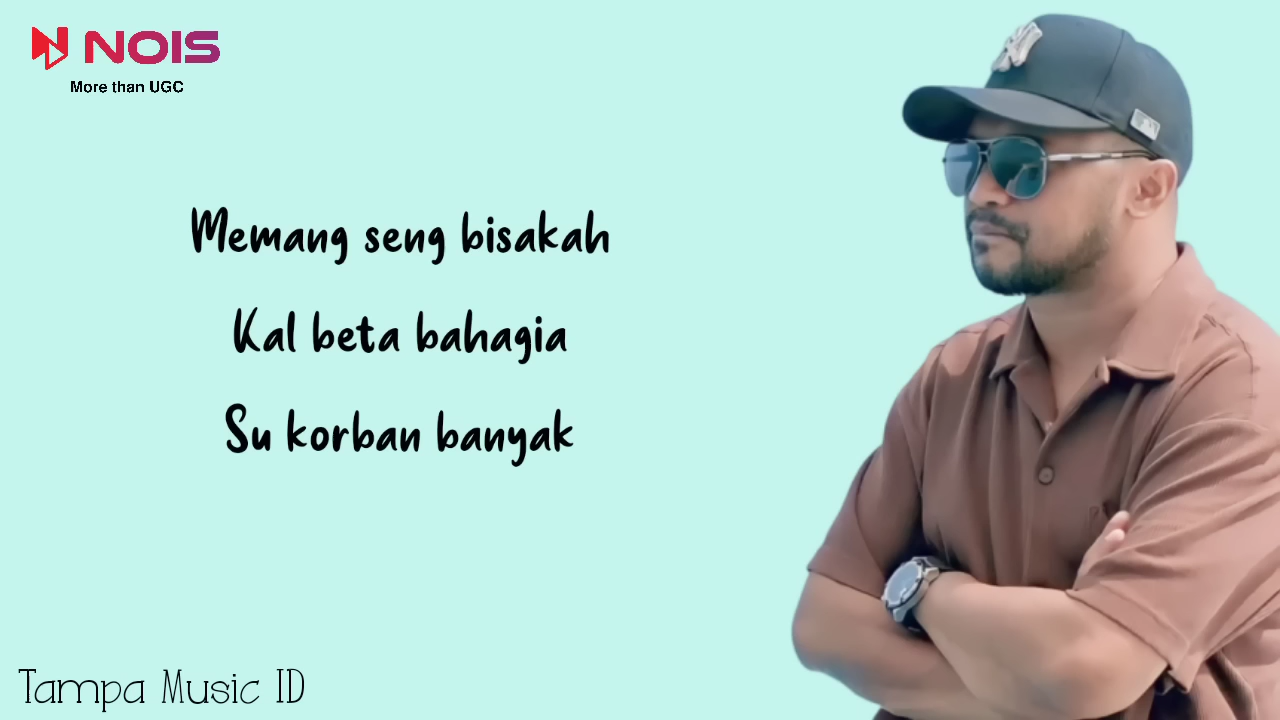 NOIS
More than UGC
Memang seng bisakah
Kal beta bahagia
Su korban banyak
Tampa Music ID